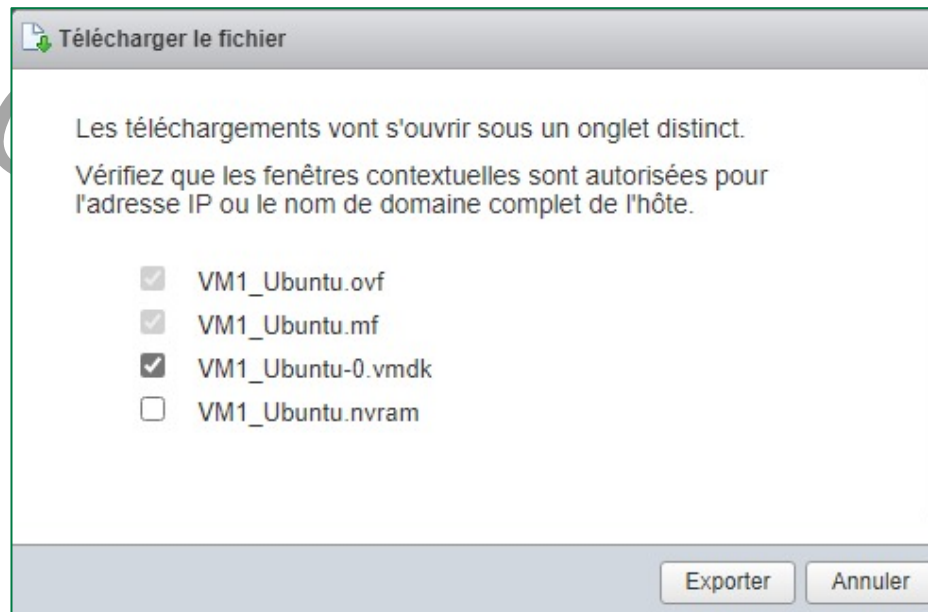 Télécharger le fichier
Les téléchargements vont s'ouvrir sous un onglet distinct.
Vérifiez que les fenêtres contextuelles sont autorisées pour
l'adresse IP ou le nom de domaine complet de l'hôte.
VM1_Ubuntu.ovf
VM1_Ubuntu.mf
VM1_Ubuntu-0.vmdk
VM1_Ubuntu.nvram
Exporter Annuler